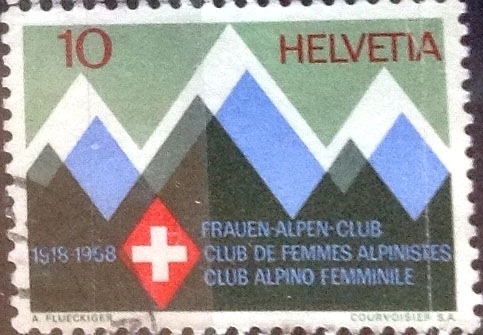 10 HELVETIA
FRAUEN-ALPEN-CLUB
1918-1968 CLUB DE FEMMES ALPINISTES
CLUB ALPINO FEMMINILE
A. FLUECKIGER COURVOISIER S.A.